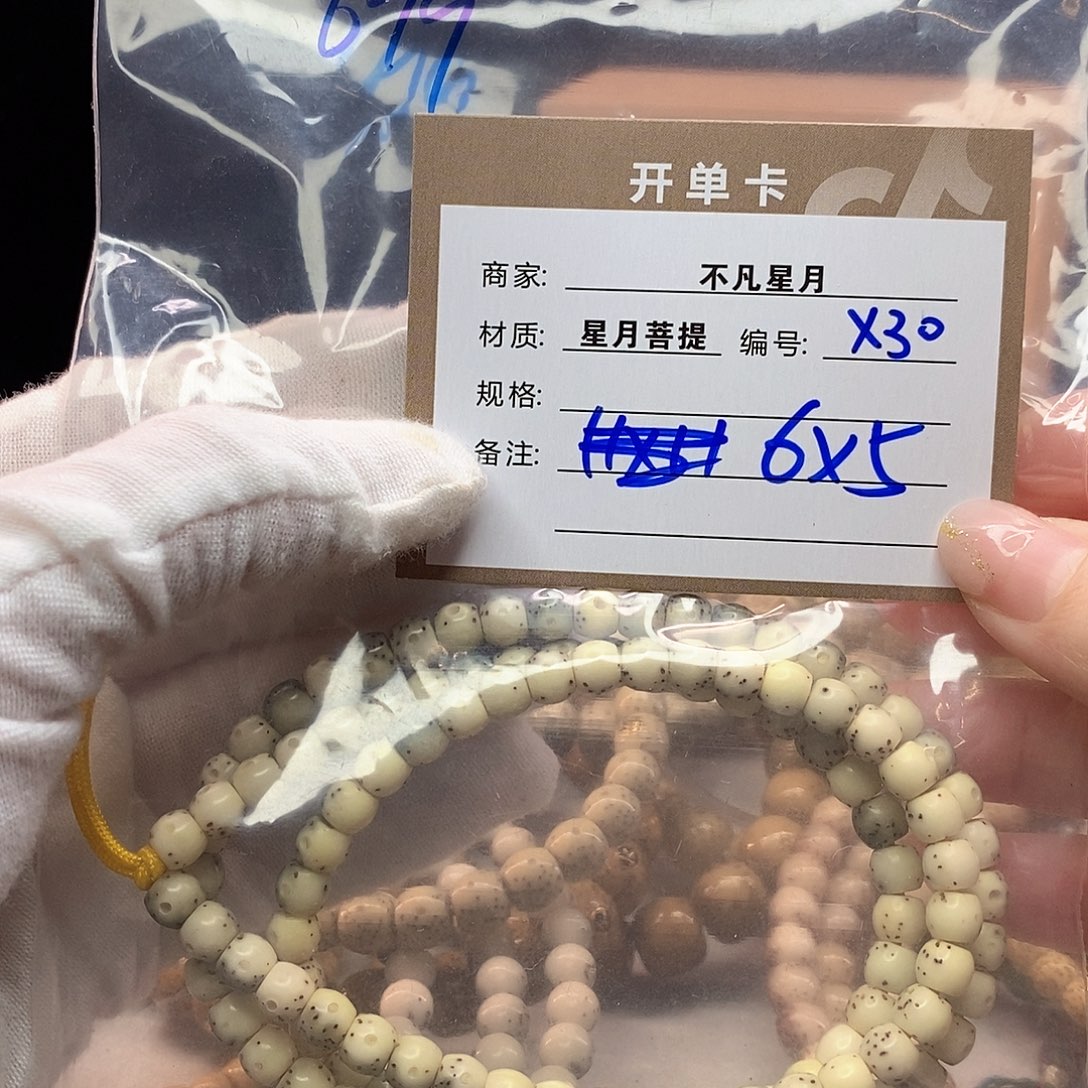 679
开单卡
商家: 不凡星月
材质: 星月菩提 编号: X30
规格:
备注: 6X5